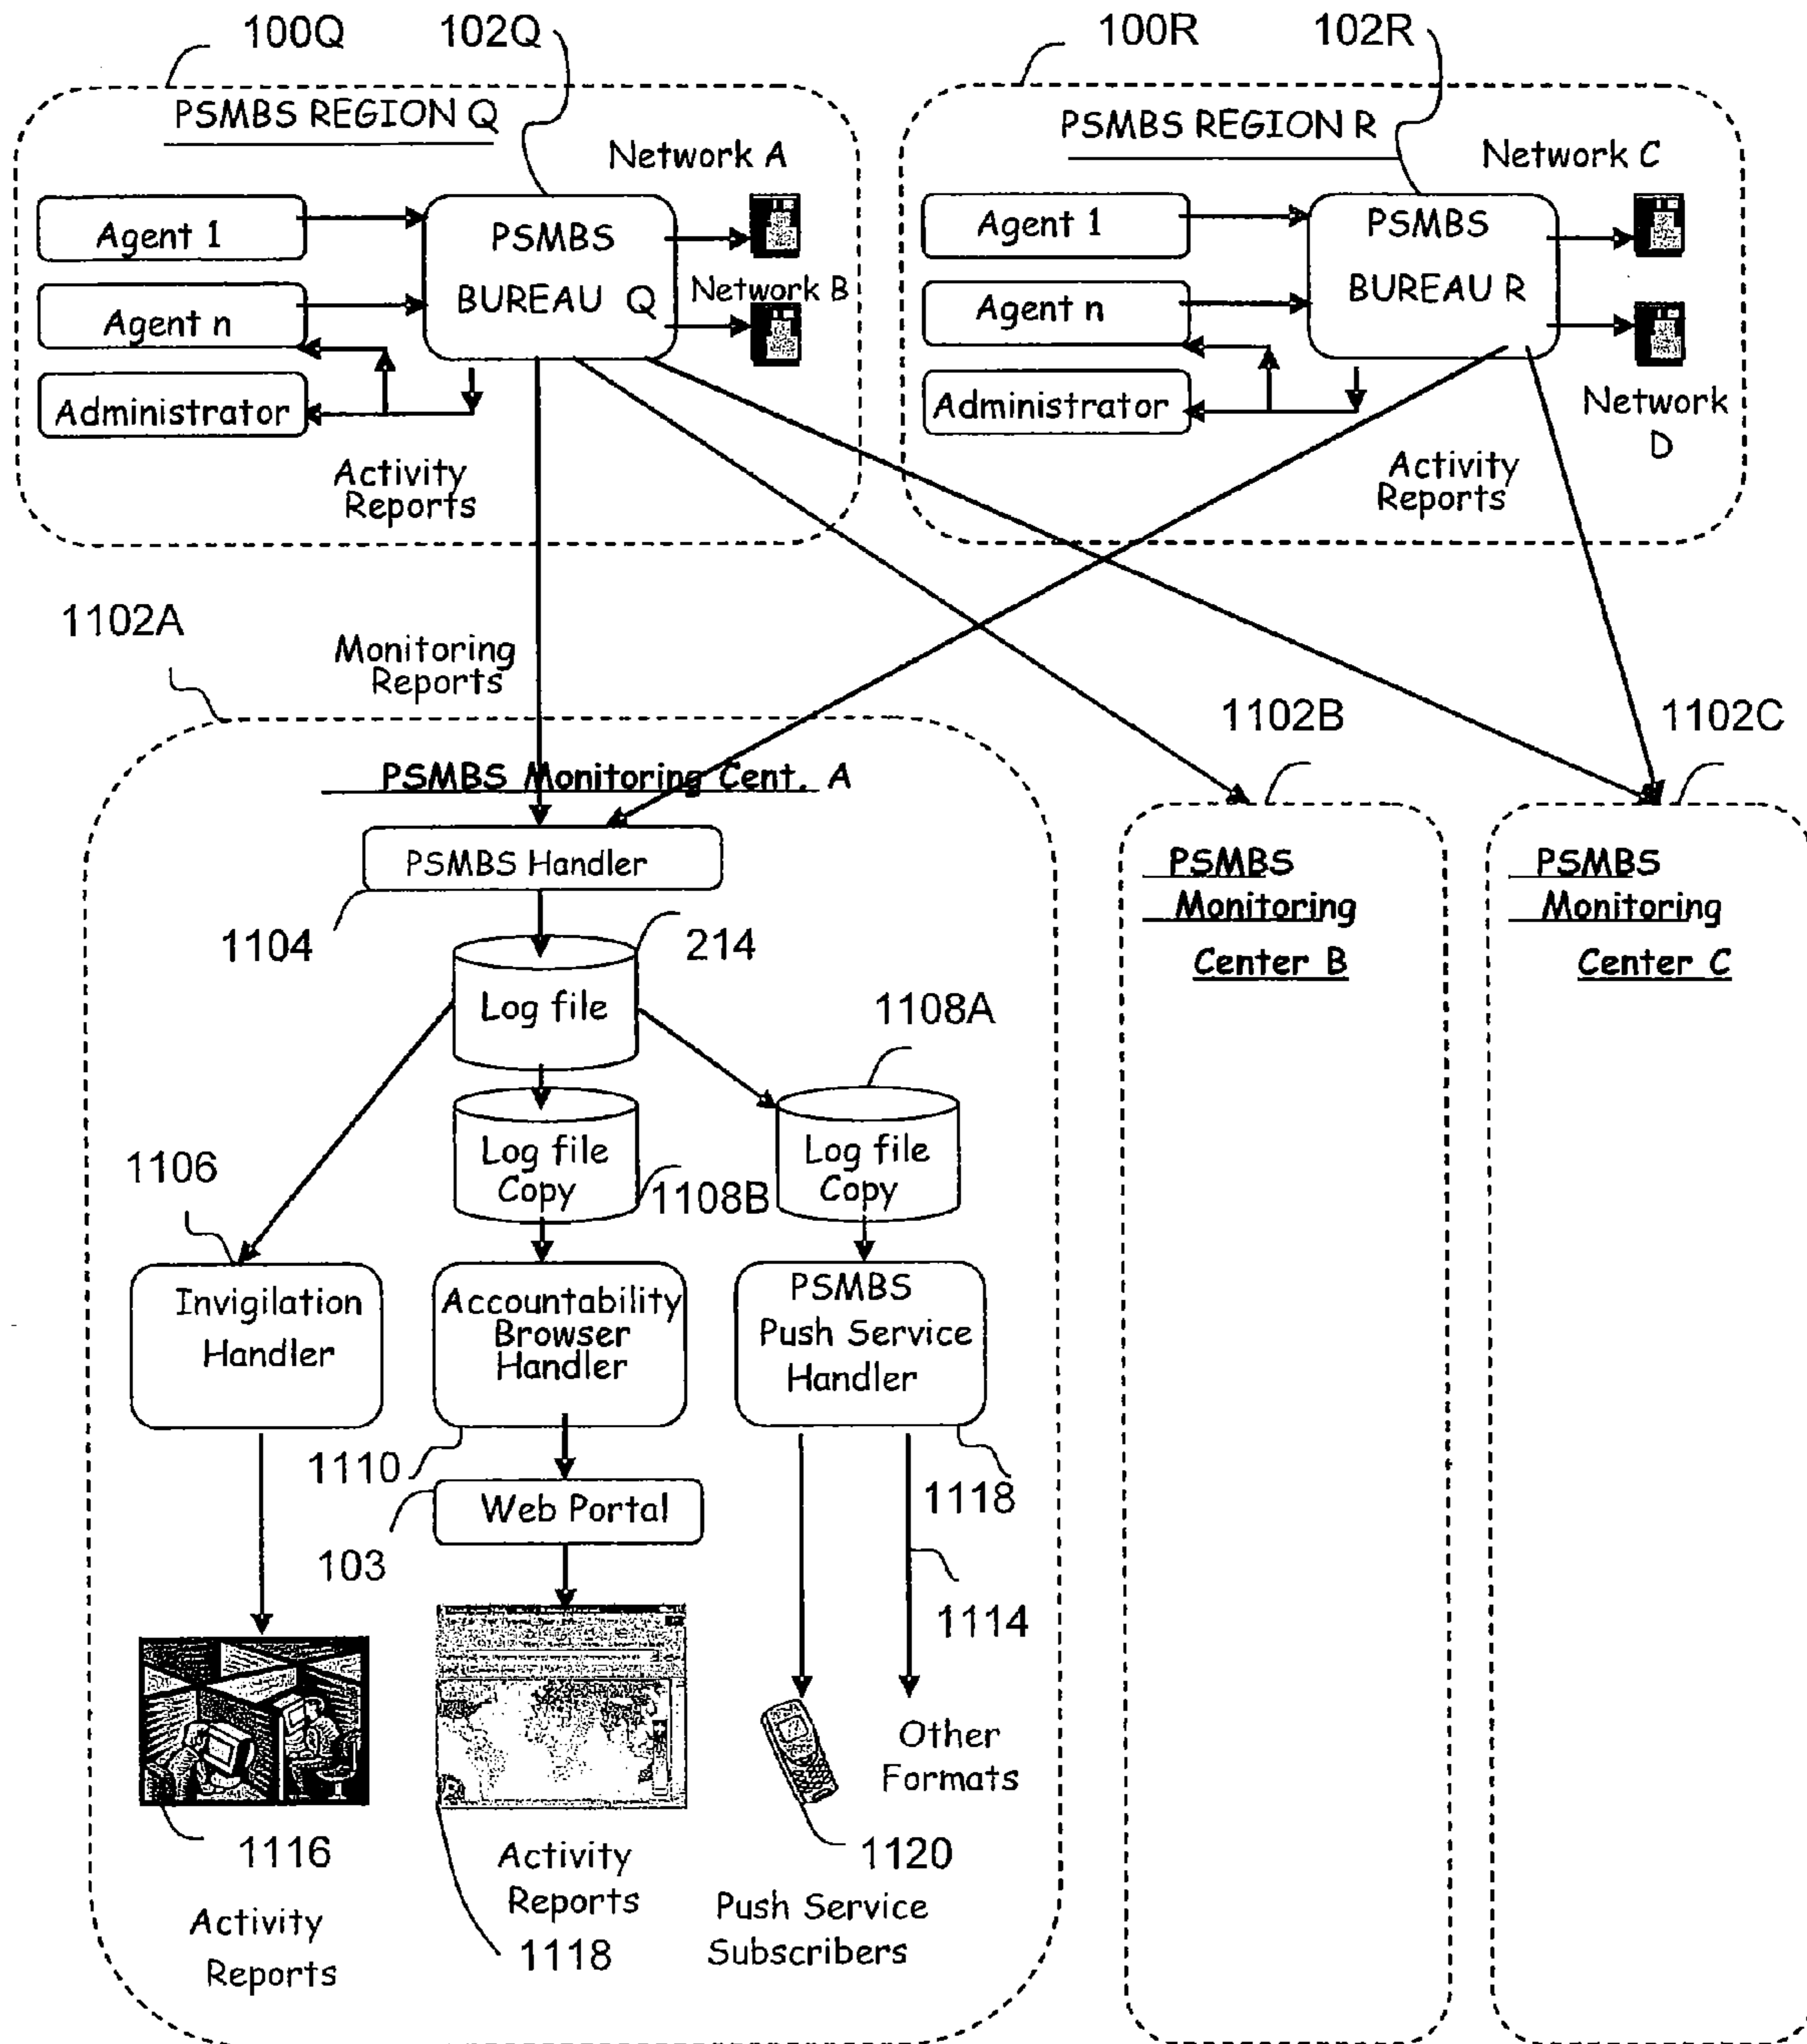 100Q
102Q
100R
102R
PSMBS REGION Q
Network A
Agent 1
PSMBS
BUREAU Q
Agent n
Network B
Administrator
Activity
Reports
PSMBS REGION R
Network C
Agent 1
PSMBS
BUREAU R
Agent n
Administrator
Network
D
Activity
Reports
1102A
Monitoring
Reports
1102B
1102C
PSMBS Monitoring Cent. A
PSMBS Handler
1104
214
Log file
1108A
Log file
Copy
1108B
Log file
Copy
1106
Invigilation
Handler
Accountability
Browser
Handler
PSMBS
Push Service
Handler
1110
1118
Web Portal
103
1114
Other
Formats
1116
Activity
Reports
Activity
Reports
1118
1120
Push Service
Subscribers
PSMBS
Monitoring
Center B
PSMBS
Monitoring
Center C